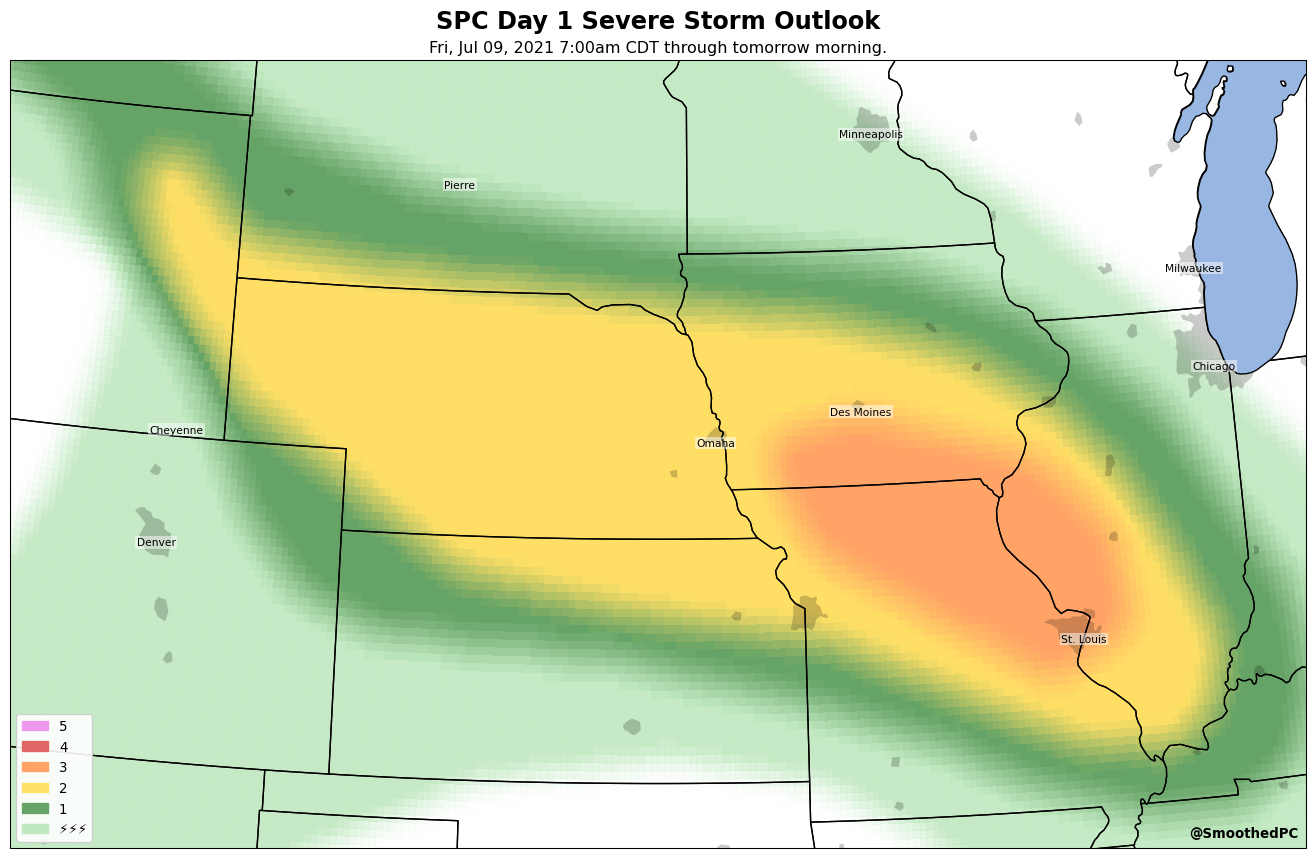 SPC Day 1 Severe Storm Outlook
Fri, Jul 09, 2021 7:00am CDT through tomorrow morning.
Minneapolis
Pierre
Milwaukee
Chicago
Des Moines
Cheyenne
Omaha
Denver
St. Louis
5
4
3
2
1
⚡⚡⚡
@SmoothedPC